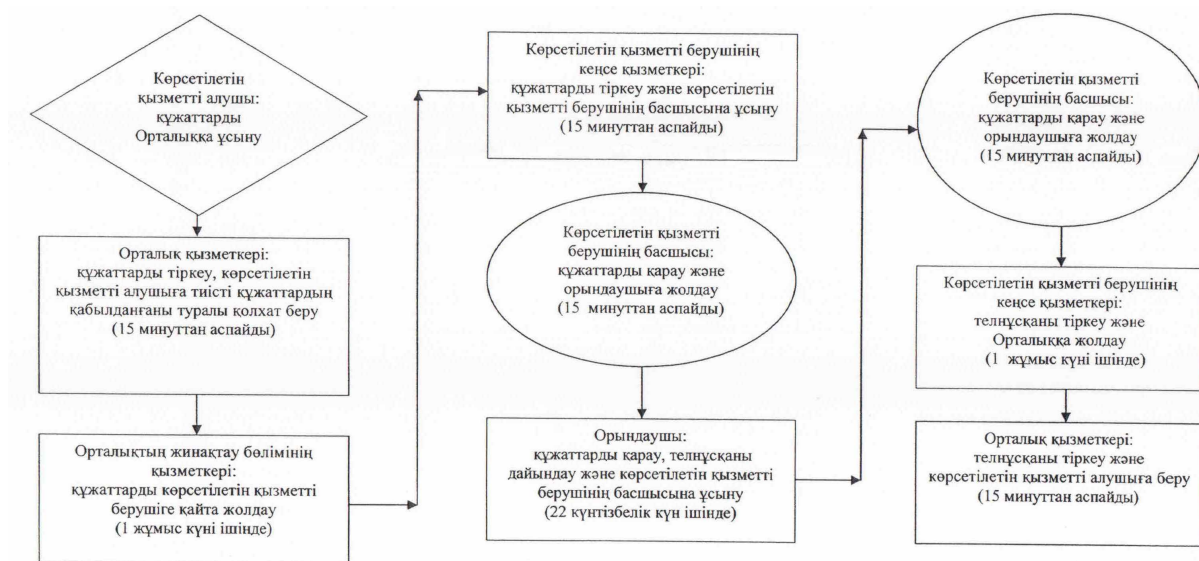 Көрсетілетін
қызметті алушы:
құжаттарды
Орталыққа ұсыну
Орталық қызметкері:
құжаттарды тіркеу, көрсетілетін
қызметті алушыға тиісті құжаттардың
қабылданғаны туралы қолхат беру
(15 минуттан аспайды)
Орталықтың жинақтау бөлімінің
қызметкері:
құжаттарды көрсетілетін қызметті
берушіге қайта жолдау
(1 жұмыс күні ішінде)
Көрсетілетін қызметті берушінің
кеңсе қызметкері:
құжаттарды тіркеу және көрсетілетін
қызметті берушінің басшысына ұсыну
(15 минуттан аспайды)
Көрсетілетін қызметті
берушінің басшысы:
құжаттарды қарау және
орындаушыға жолдау
(15 минуттан аспайды)
Орындаушы:
құжаттарды қарау, телнұсқаны
дайындау және көрсетілетін қызметті
берушінің басшысына ұсыну
(22 күнтізбелік күн ішінде)
Көрсетілетін қызметті
берушінің басшысы:
құжаттарды қарау және
орындаушыға жолдау
(15 минуттан аспайды)
Көрсетілетін қызметті берушінің
кеңсе қызметкері:
телнұсқаны тіркеу және
Орталыққа жолдау
(1 жұмыс күні ішінде)
Орталық қызметкері:
телнұсқаны тіркеу және
көрсетілетін қызметті алушыға беру
(15 минуттан аспайды)